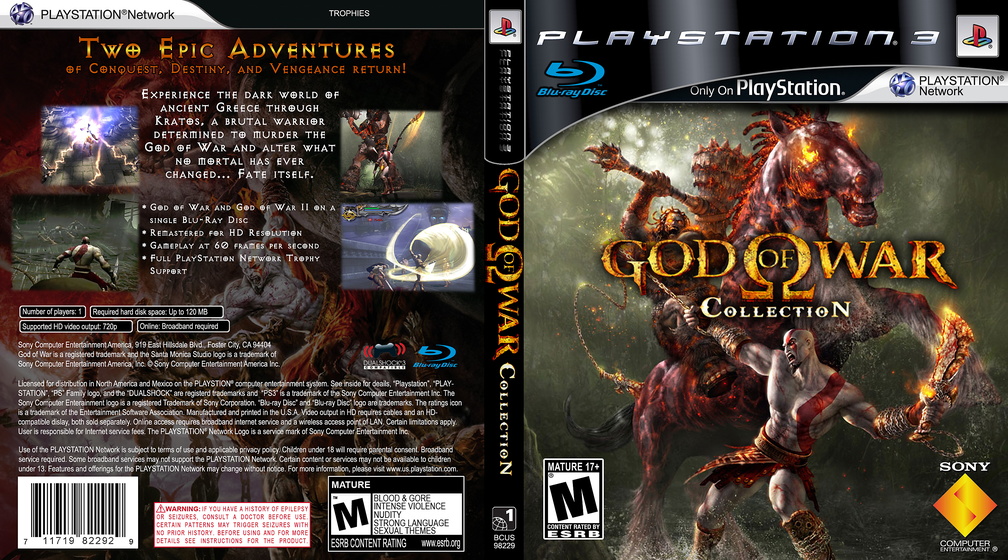 PLAYSTATION®Network
TROPHIES
Two Epic Adventures
of Conquest, Destiny, and Vengeance return!
Experience the dark world of
ancient Greece through
Kratos, a brutal warrior
determined to murder the
God of War and alter what
no mortal has ever
changed... Fate itself.
• God of War and God of War II on a
single Blu-Ray Disc
• Remastered for HD Resolution
• Gameplay at 60 frames per second
• Full PlayStation Network Trophy
Support
Number of players: 1
Required hard disk space: Up to 120 MB
Supported HD video output: 720p
Online: Broadband required
Sony Computer Entertainment America, 919 East Hillsdale Blvd., Foster City, CA 94404
God of War is a registered trademark and the Santa Monica Studio logo is a trademark of
Sony Computer Entertainment America, Inc. © Sony Computer Entertainment America Inc.
DUALSHOCK3
COMPATIBLE
Blu-ray Disc
Licensed for distribution in North America and Mexico on the PLAYSTION® computer entertainment system. See inside for deails, "Playstation", "PLAY-
STATION", "PS" Family logo, and the "DUALSHOCK" are registerd trademarks and "PS3" is a trademark of the Sony Computer Entertainment Inc. The
Sony Computer Entertainment logo is a registered Trademark of Sony Corporation. "Blu-ray Disc" and "Blu-ray Disc", logo are trademarks. The ratings icon
is a trademark of the Entertainment Software Association. Manufactured and printed in the U.S.A. Video output in HD requires cables and an HD-
compatible dislay, both sold separately. Online access requires broadband internet service and a wireless access point of LAN. Certain limitations apply.
User is responsible for Internet service fees. The PLAYSTATION® Network Logo is a service mark of Sony Computer Entertainment Inc.
Use of the PLAYSTATION Network is subject to terms of use and applicable privacy policy. Children under 18 will require parental consent. Broadband
service required. Some broadband services may not support the PLAYSTATION Network. Certain content or services may not be available to children
under 13. Features and offerings for the PLAYSTATION Network may change without notice. For more information, please visit www.us.playstation.com.
7 11719 82292 9
WARNING: IF YOU HAVE A HISTORY OF EPILEPSY
OR SEIZURES, CONSULT A DOCTOR BEFORE USE.
CERTAIN PATTERNS MAY TRIGGER SEIZURES WITH
NO PRIOR HISTORY. BEFORE USING AND FOR MORE
DETAILS SEE INSTRUCTIONS FOR THE PRODUCT.
MATURE
M
BLOOD & GORE
INTENSE VIOLENCE
NUDITY
STRONG LANGUAGE
SEXUAL THEMES
ESRB CONTENT RATING www.esrb.org
PLAYSTATION 3
GOD OF WAR Collection
1
BCUS
98229
PLAYSTATION 3
Blu-ray Disc
Only On PlayStation®
PLAYSTATION®
Network
GOD OF WAR
Collection
MATURE 17+
M
CONTENT RATED BY
ESRB
SONY
COMPUTER
ENTERTAINMENT®